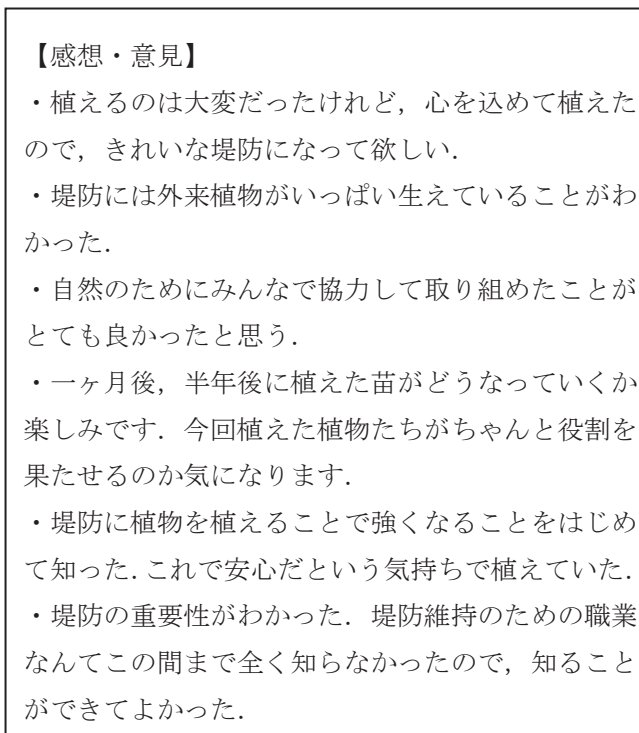 【感想・意見】
・植えるのは大変だったけれど，心を込めて植えた
ので，きれいな堤防になって欲しい．
・堤防には外来植物がいっぱい生えていることがわ
かった．
・自然のためにみんなで協力して取り組めたことが
とても良かったと思う．
・一ヶ月後，半年後に植えた苗がどうなっていくか
楽しみです．今回植えた植物たちがちゃんと役割を
果たせるのか気になります．
・堤防に植物を植えることで強くなることをはじめ
て知った．これで安心だという気持ちで植えていた．
・堤防の重要性がわかった．堤防維持のための職業
なんてこの間まで全く知らなかったので，知ること
ができてよかった．